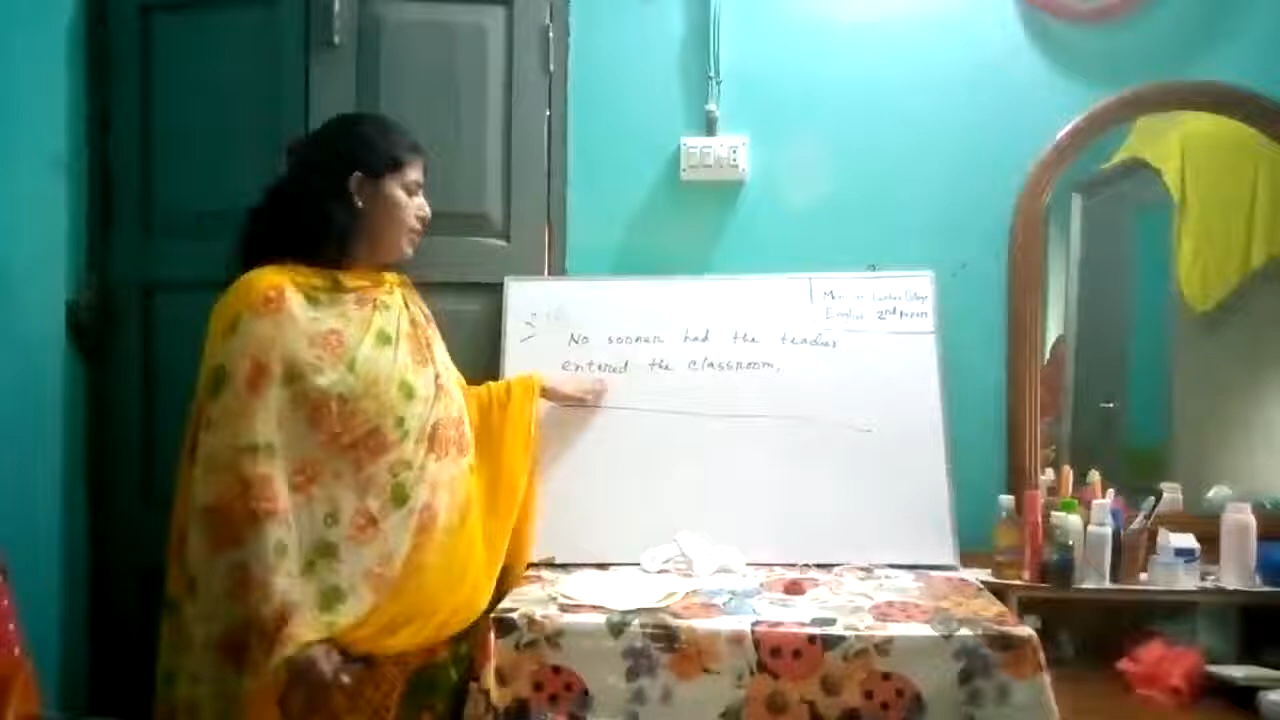 English 2nd paper
No sooner had the teacher
entered the classroom.